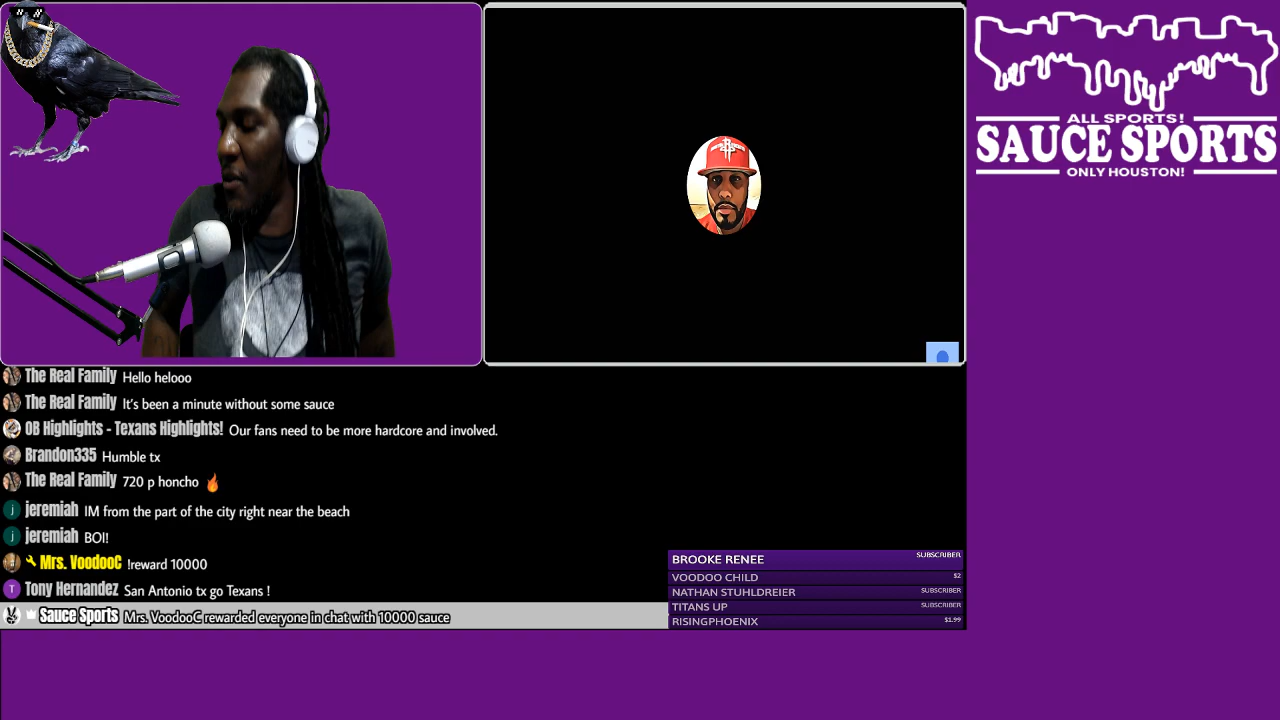 ALL SPORTS!
SAUCE SPORTS
ONLY HOUSTON!
The Real Family Hello helooo
The Real Family It's been a minute without some sauce
OB Highlights - Texans Highlights! Our fans need to be more hardcore and involved.
Brandon335 Humble tx
The Real Family 720 p honcho 🔥
j jeremiah IM from the part of the city right near the beach
j jeremiah BOI!
Mrs. VoodooC !reward 10000
T Tony Hernandez San Antonio tx go Texans !
Sauce Sports Mrs. VoodooC rewarded everyone in chat with 10000 sauce
BROOKE RENEE SUBSCRIBER
VOODOO CHILD $2
NATHAN STUHLDREIER SUBSCRIBER
TITANS UP SUBSCRIBER
RISINGPHOENIX $1.99